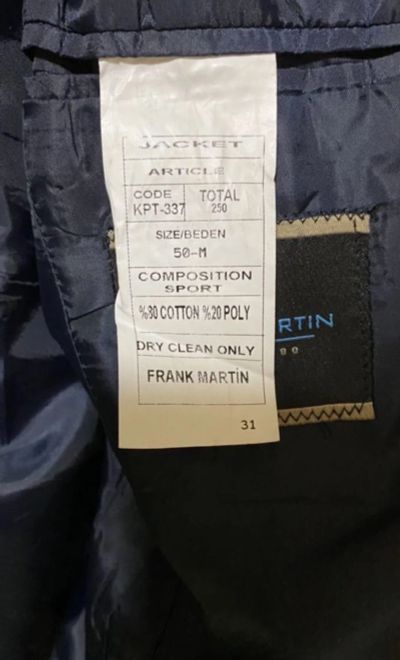 JACKET
ARTICLE
CODE TOTAL
KPT-337 250
SIZE/BEDEN
50-M
COMPOSITION
SPORT
%80 COTTON %20 POLY
DRY CLEAN ONLY
FRANK MARTİN
31
RTIN
80